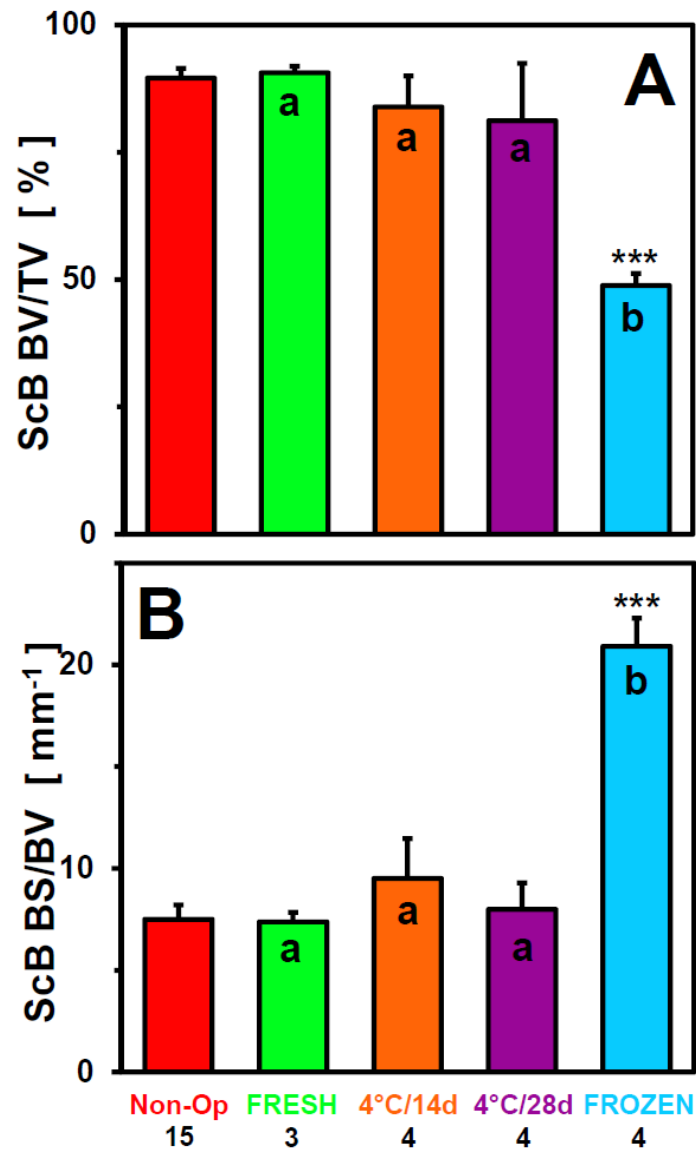 100
50
0
ScB BV/TV [ % ]
A
a
a
a
***
b
20
10
0
ScB BS/BV [ mm⁻¹ ]
B
a
a
a
***
b
Non-Op FRESH 4°C/14d 4°C/28d FROZEN
15 3 4 4 4